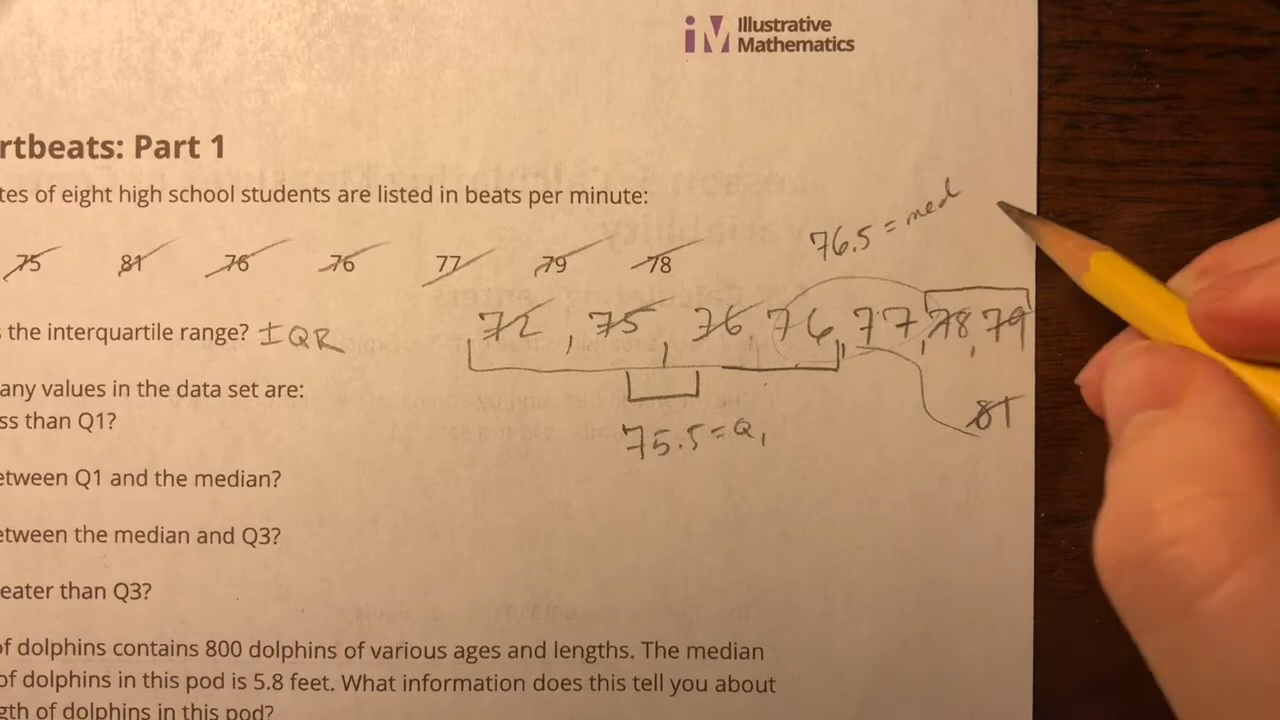 Illustrative
Mathematics
rtbeats: Part 1
tes of eight high school students are listed in beats per minute:
75 81 76 76 77 79 78
76.5 = med
s the interquartile range? IQR
72, 75, 76, 76, 77, 78, 79
81
75.5 = Q1
any values in the data set are:
ss than Q1?
etween Q1 and the median?
etween the median and Q3?
eater than Q3?
of dolphins contains 800 dolphins of various ages and lengths. The median
of dolphins in this pod is 5.8 feet. What information does this tell you about
gth of dolphins in this pod?